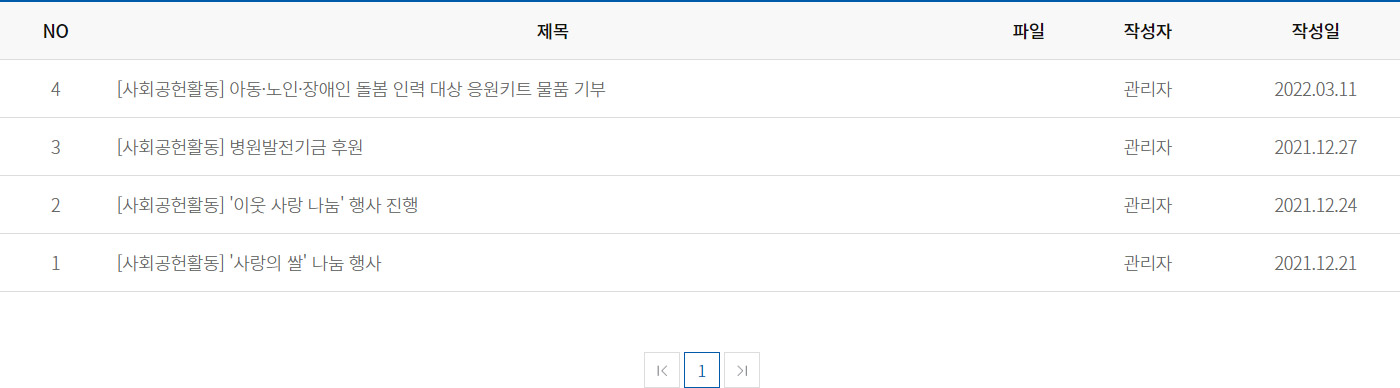 NO 제목 파일 작성자 작성일
4 [사회공헌활동] 아동·노인·장애인 돌봄 인력 대상 응원키트 물품 기부 관리자 2022.03.11
3 [사회공헌활동] 병원발전기금 후원 관리자 2021.12.27
2 [사회공헌활동] '이웃 사랑 나눔' 행사 진행 관리자 2021.12.24
1 [사회공헌활동] '사랑의 쌀' 나눔 행사 관리자 2021.12.21
1